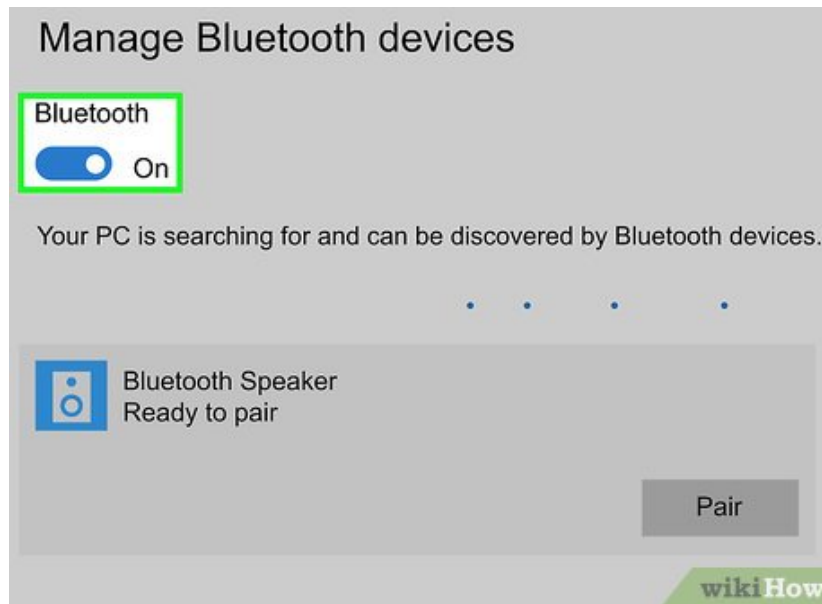 Manage Bluetooth devices
Bluetooth
On
Your PC is searching for and can be discovered by Bluetooth devices.
Bluetooth Speaker
Ready to pair
Pair
wikiHow